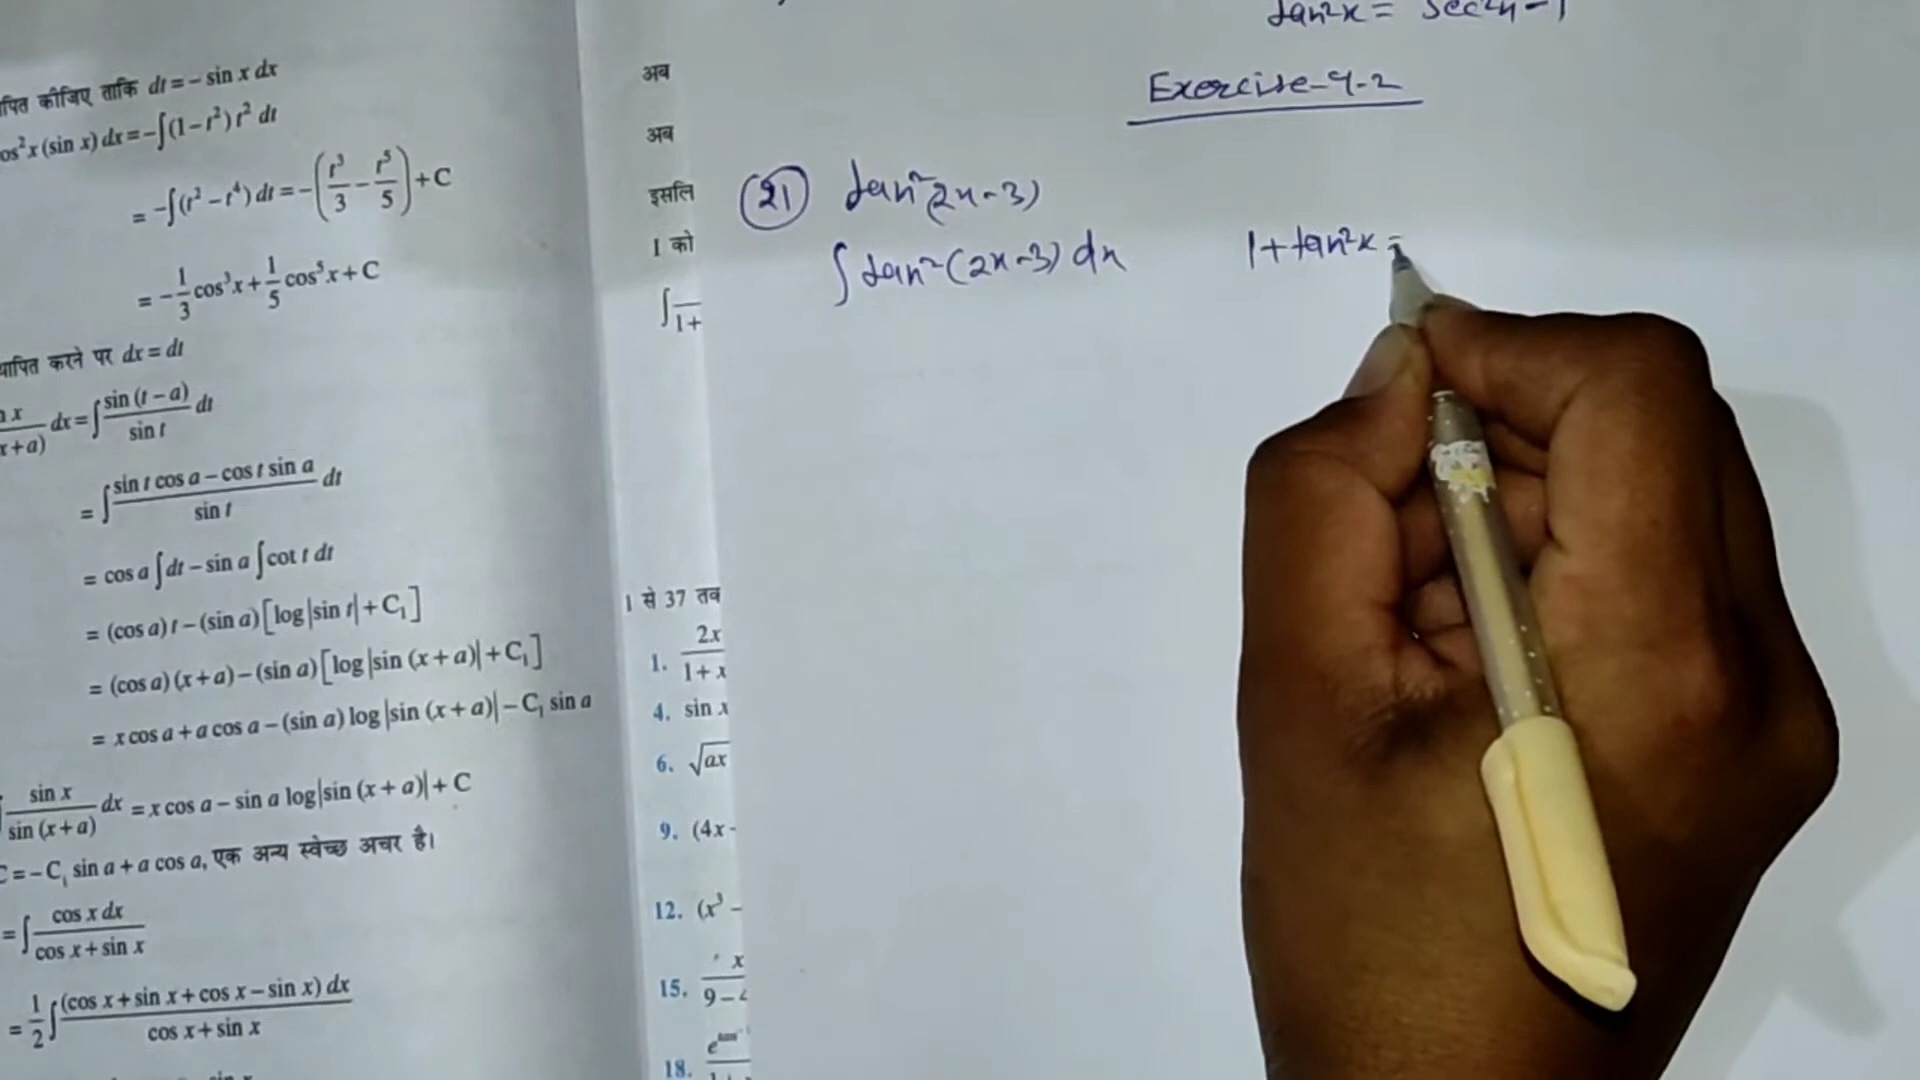 पित कीजिए ताकि dt = – sin x dx
os²x (sin x) dx = –∫(1 – t²) t² dt
= –∫(t² – t⁴) dt = –(t³/3 – t⁵/5) + C
= –1/3 cos³x + 1/5 cos⁵x + C
करने पर dx = dt
dx = ∫ sin (t – a)/sin t dt
= ∫ (sin t cos a – cos t sin a)/sin t dt
= cos a ∫dt – sin a ∫cot t dt
= (cos a) t – (sin a) [log |sin t| + C₁]
= (cos a) (x + a) – (sin a) [log |sin (x + a)| + C₁]
= x cos a + a cos a – (sin a) log |sin (x + a)| – C₁ sin a
∫ sin x/sin (x + a) dx = x cos a – sin a log |sin (x + a)| + C
C = – C₁ sin a + a cos a, एक अन्य स्वेच्छ अचर है।
= ∫ cos x dx/(cos x + sin x)
= 1/2 ∫ (cos x + sin x + cos x – sin x) dx/(cos x + sin x)
अब
अब
इसलि
I को
∫ 1+
1 से 37 तक
1. 2x/1 + x
4. sin x
6. √ax
9. (4x -
12. (x³ –
15. x/9 – 4
18.
tan²x = sec²x - 1
Exercise-9.2
(21) tan²(2x-3)
∫tan²(2x-3) dx
1+tan²x =